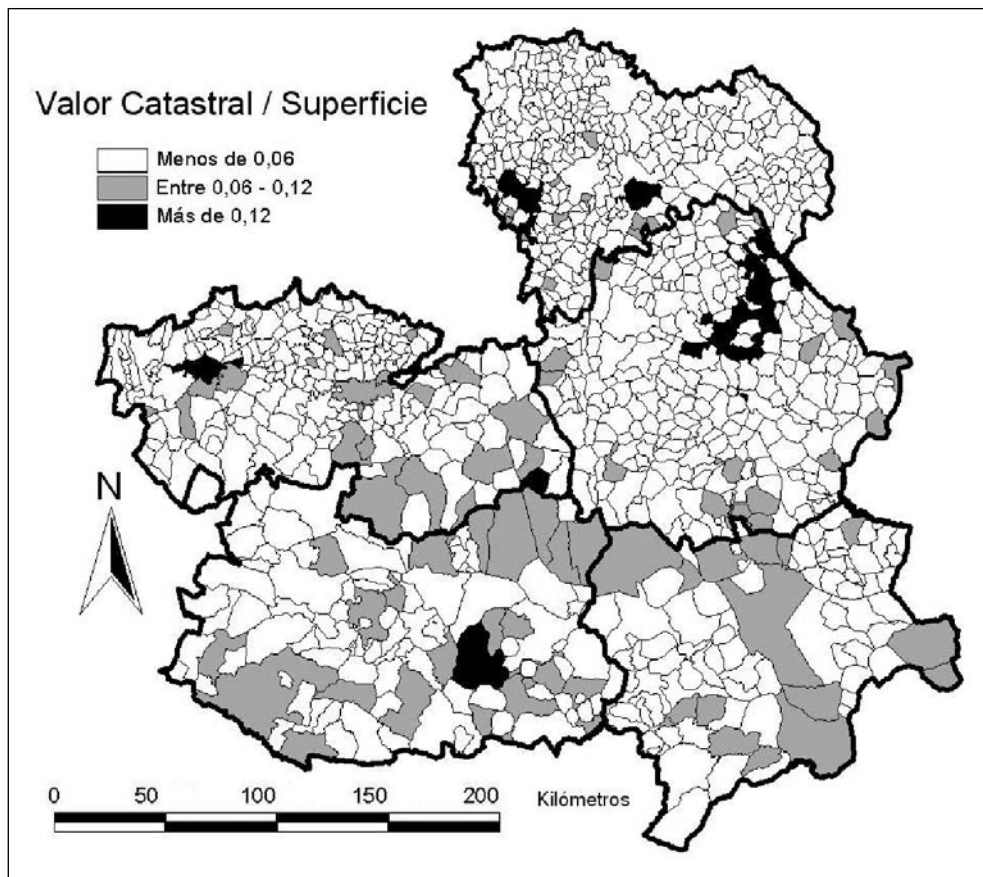 Valor Catastral / Superficie
Menos de 0,06
Entre 0,06 - 0,12
Más de 0,12
N
0 50 100 150 200 Kilómetros